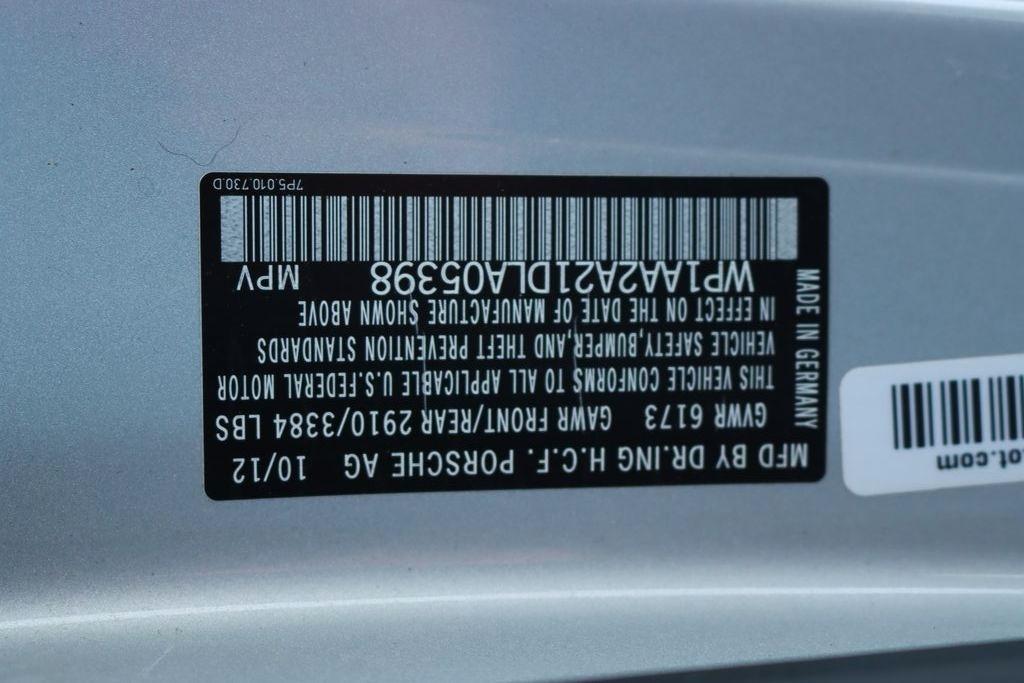 MFD BY DR.ING H.C.F. PORSCHE AG 10/12
GVWR 6173 GAWR FRONT/REAR 2910/3384 LBS
THIS VEHICLE CONFORMS TO ALL APPLICABLE U.S.FEDERAL MOTOR
VEHICLE SAFETY,BUMPER,AND THEFT PREVENTION STANDARDS
IN EFFECT ON THE DATE OF MANUFACTURE SHOWN ABOVE
WP1AA2A21DLA05398 MPV
7P5.010.730.D
MADE IN GERMANY
ot.com